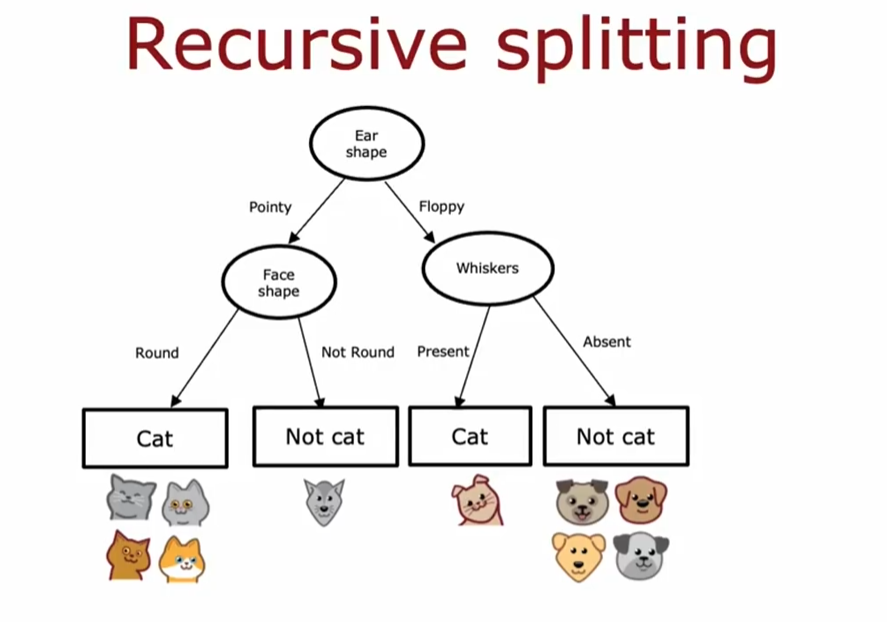 Recursive splitting
Ear
shape
Pointy
Floppy
Face
shape
Whiskers
Round
Not Round
Present
Absent
Cat
Not cat
Cat
Not cat